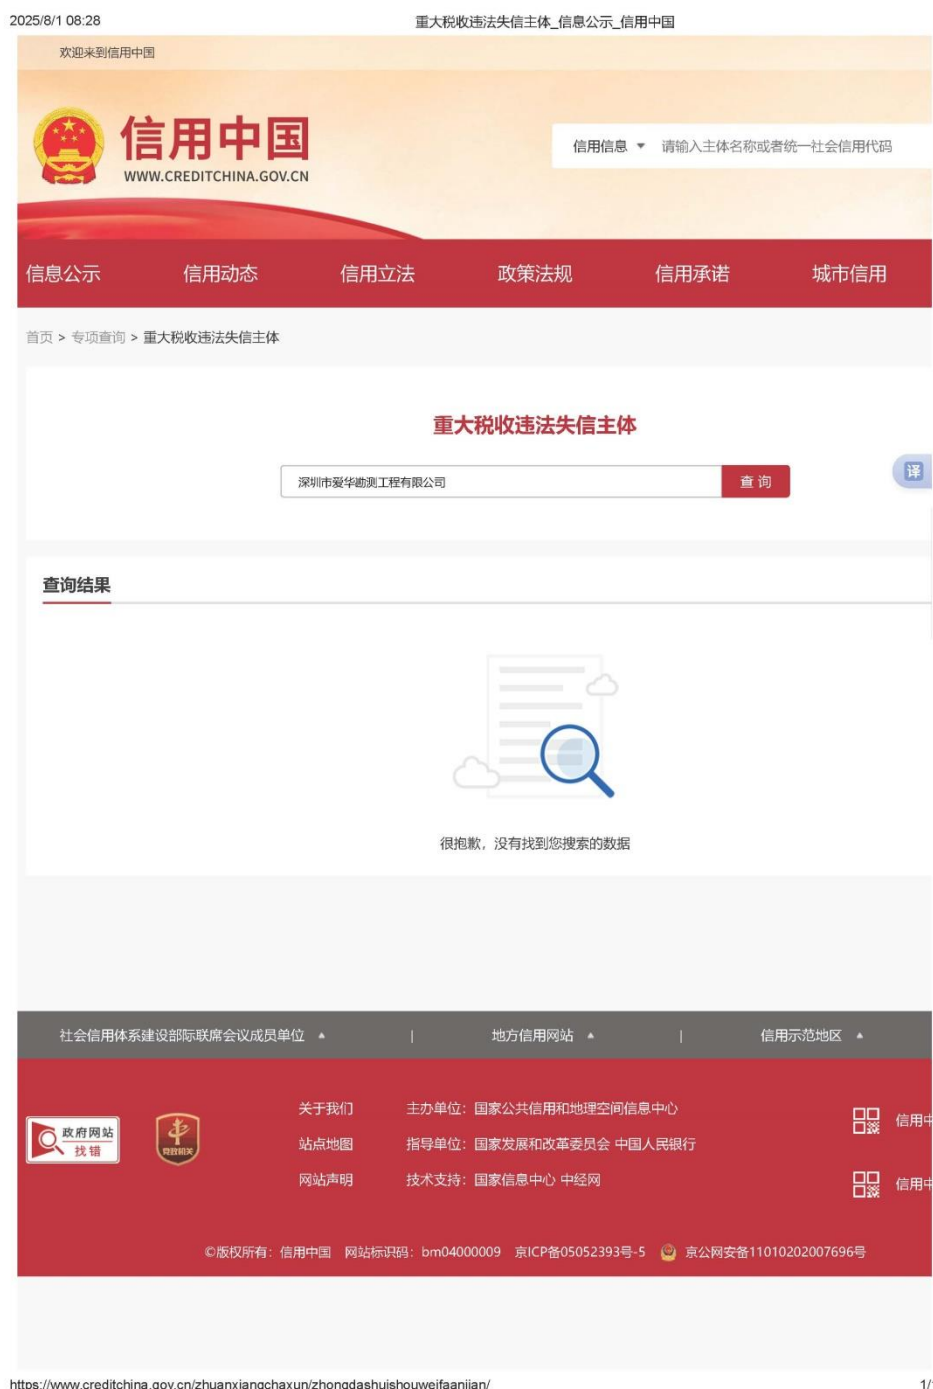 2025/8/1 08:28 重大税收违法失信主体_信息公示_信用中国
欢迎来到信用中国
信用中国
WWW.CREDITCHINA.GOV.CN
信用信息 请输入主体名称或者统一社会信用代码
信息公示 信用动态 信用立法 政策法规 信用承诺 城市信用
首页 > 专项查询 > 重大税收违法失信主体
重大税收违法失信主体
深圳市爱华勘测工程有限公司 查询
译
查询结果
很抱歉，没有找到您搜索的数据
社会信用体系建设部际联席会议成员单位 | 地方信用网站 | 信用示范地区
关于我们 主办单位：国家公共信用和地理空间信息中心
政府网站 找错
党政机关
信用中
站点地图 指导单位：国家发展和改革委员会 中国人民银行
网站声明 技术支持：国家信息中心 中经网
信用中
©版权所有：信用中国 网站标识码：bm04000009 京ICP备05052393号-5 京公网安备11010202007696号
https://www.creditchina.gov.cn/zhuanxiangchaxun/zhongdashuishouweifaanjian/ 1/